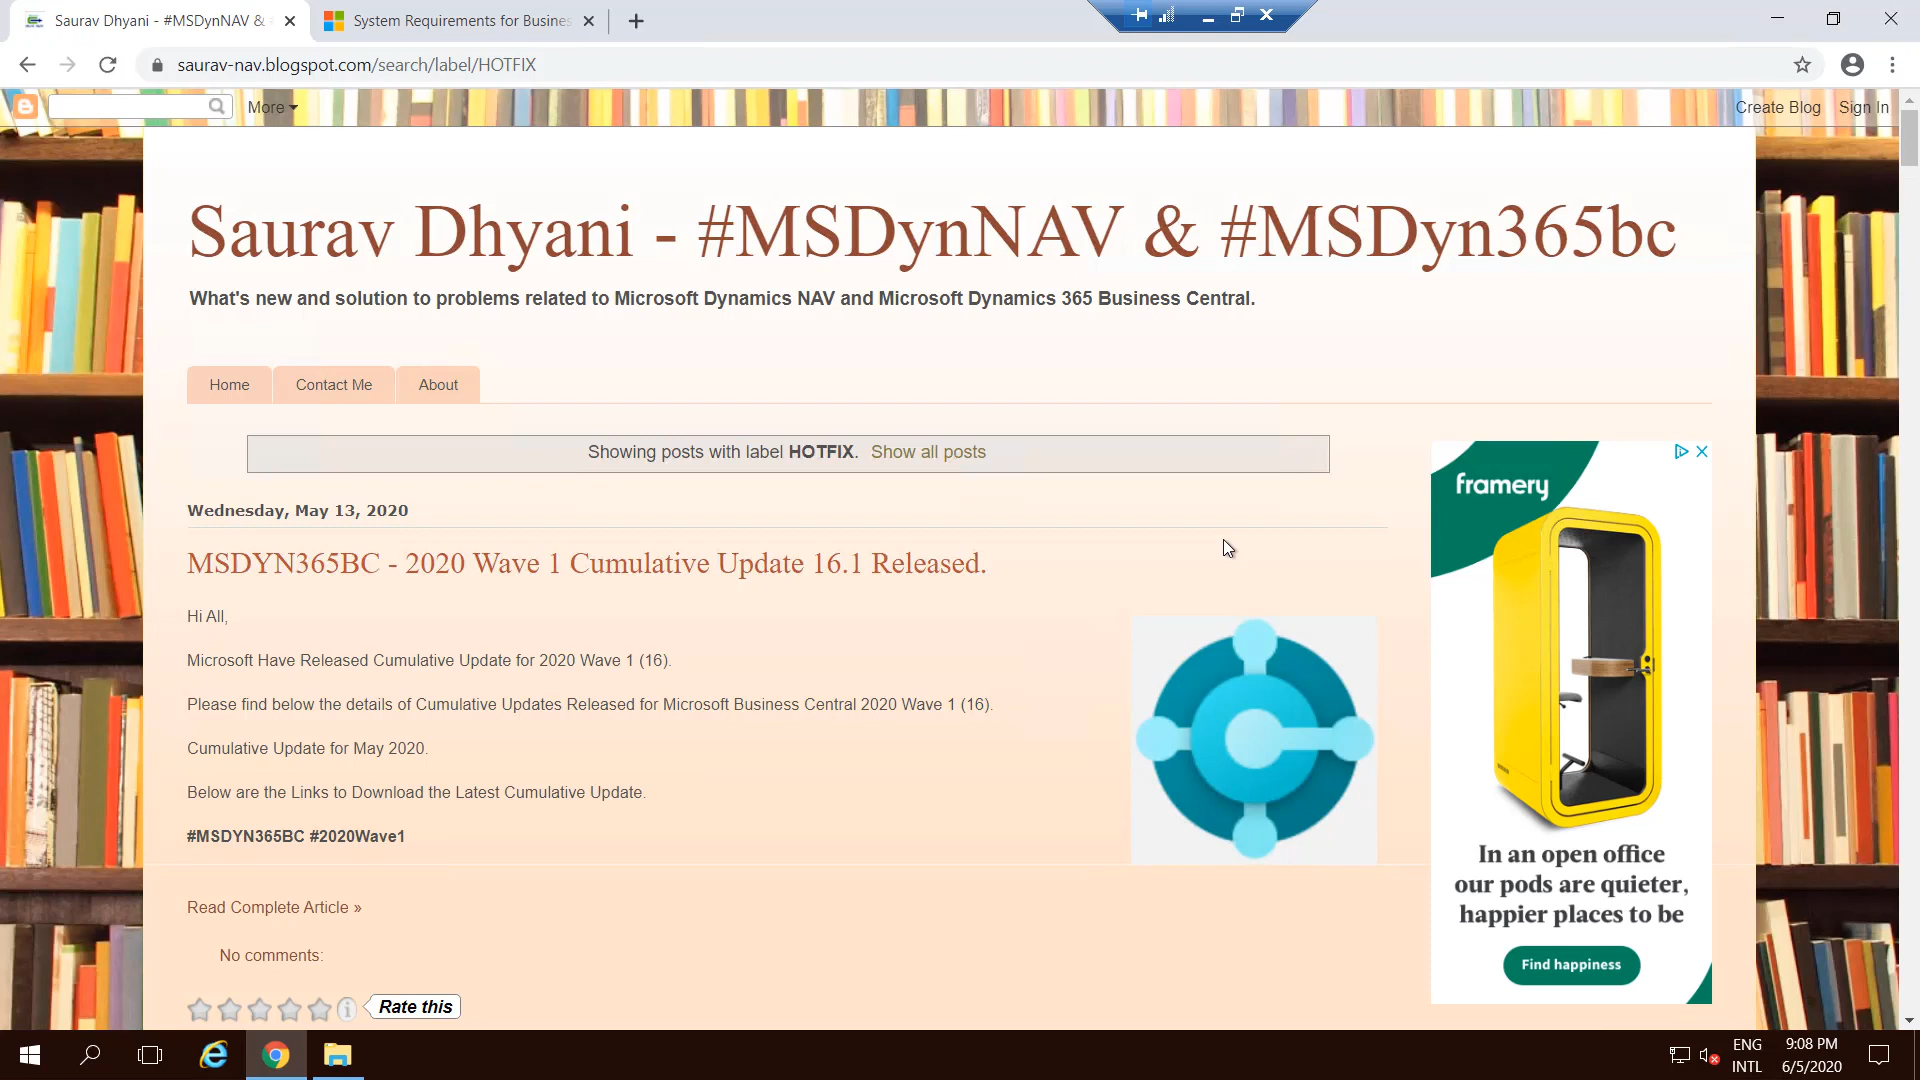 Saurav Dhyani - #MSDynNAV &
System Requirements for Busines
saurav-nav.blogspot.com/search/label/HOTFIX
More
Create Blog
Sign In
Saurav Dhyani - #MSDynNAV & #MSDyn365bc
What's new and solution to problems related to Microsoft Dynamics NAV and Microsoft Dynamics 365 Business Central.
Home
Contact Me
About
Showing posts with label HOTFIX. Show all posts
Wednesday, May 13, 2020
MSDYN365BC - 2020 Wave 1 Cumulative Update 16.1 Released.
Hi All,
Microsoft Have Released Cumulative Update for 2020 Wave 1 (16).
Please find below the details of Cumulative Updates Released for Microsoft Business Central 2020 Wave 1 (16).
Cumulative Update for May 2020.
Below are the Links to Download the Latest Cumulative Update.
#MSDYN365BC #2020Wave1
Read Complete Article »
No comments:
Rate this
framery
In an open office
our pods are quieter,
happier places to be
Find happiness
ENG
INTL
9:08 PM
6/5/2020